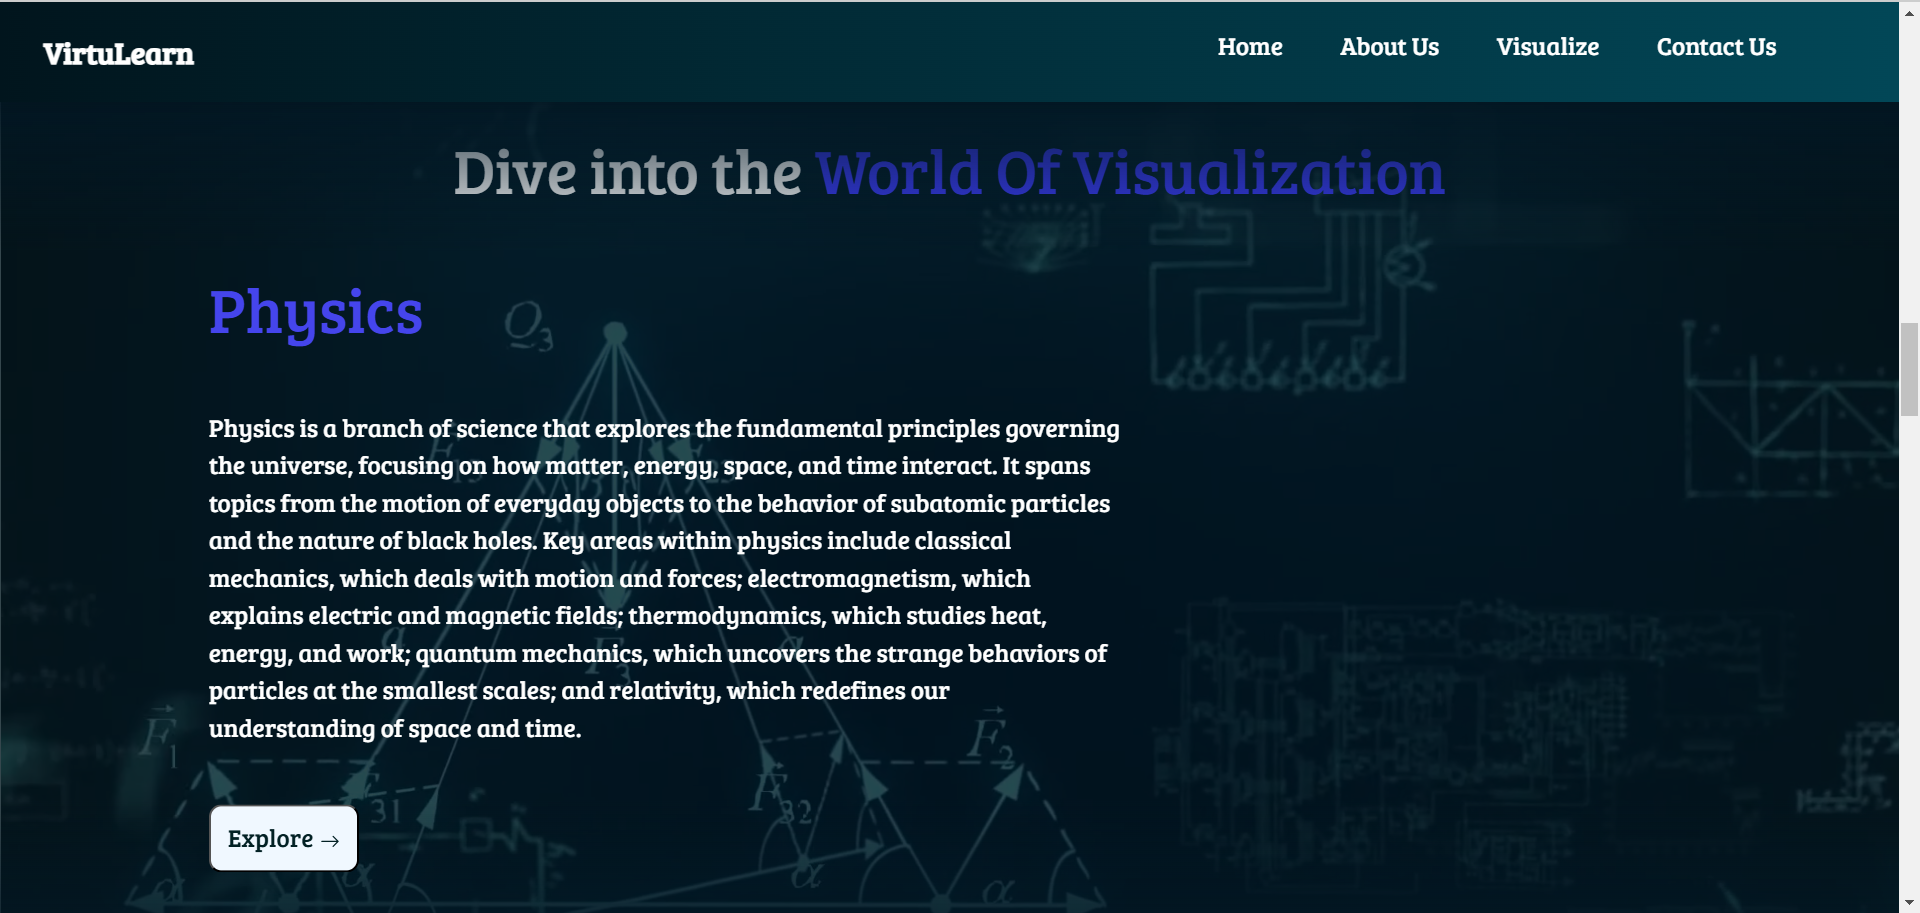 VirtuLearn
Home About Us Visualize Contact Us
Dive into the World Of Visualization
Physics
Q3
Physics is a branch of science that explores the fundamental principles governing
the universe, focusing on how matter, energy, space, and time interact. It spans
topics from the motion of everyday objects to the behavior of subatomic particles
and the nature of black holes. Key areas within physics include classical
mechanics, which deals with motion and forces; electromagnetism, which
explains electric and magnetic fields; thermodynamics, which studies heat,
energy, and work; quantum mechanics, which uncovers the strange behaviors of
particles at the smallest scales; and relativity, which redefines our
understanding of space and time.
F1
F2
31
F32
Explore →
α
α
α
α